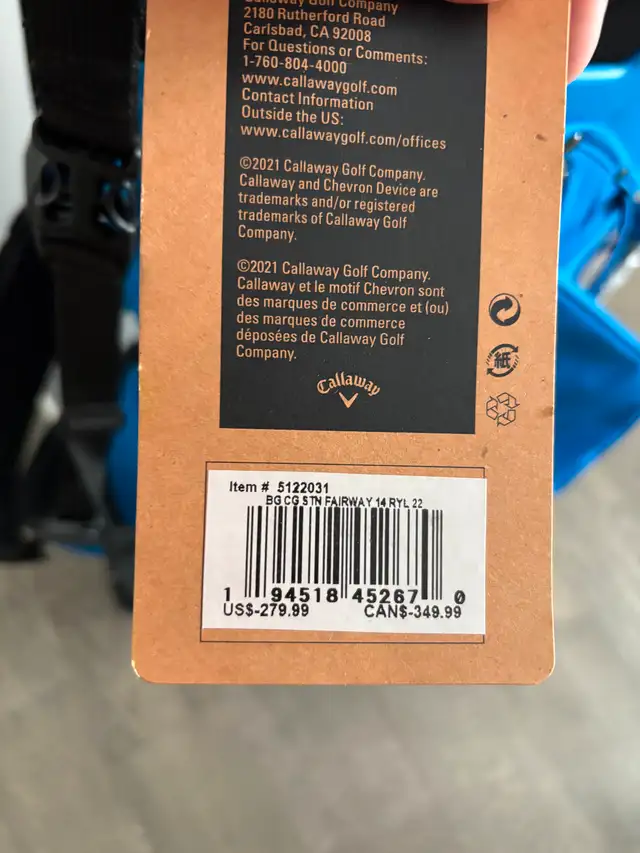 Callaway Golf Company
2180 Rutherford Road
Carlsbad, CA 92008
For Questions or Comments:
1-760-804-4000
www.callawaygolf.com
Contact Information
Outside the US:
www.callawaygolf.com/offices
©2021 Callaway Golf Company.
Callaway and Chevron Device are
trademarks and/or registered
trademarks of Callaway Golf
Company.
©2021 Callaway Golf Company.
Callaway et le motif Chevron sont
des marques de commerce et (ou)
des marques de commerce
déposées de Callaway Golf
Company.
Callaway
紙
Item # 5122031
BG CG STN FAIRWAY 14 RYL 22
1 94518 45267 0
US$-279.99 CAN$-349.99